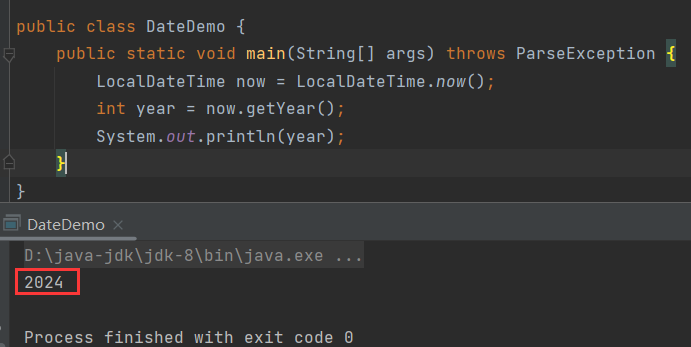 public class DateDemo {
public static void main(String[] args) throws ParseException {
LocalDateTime now = LocalDateTime.now();
int year = now.getYear();
System.out.println(year);
}
}
DateDemo ×
D:\java-jdk\jdk-8\bin\java.exe ...
2024
Process finished with exit code 0